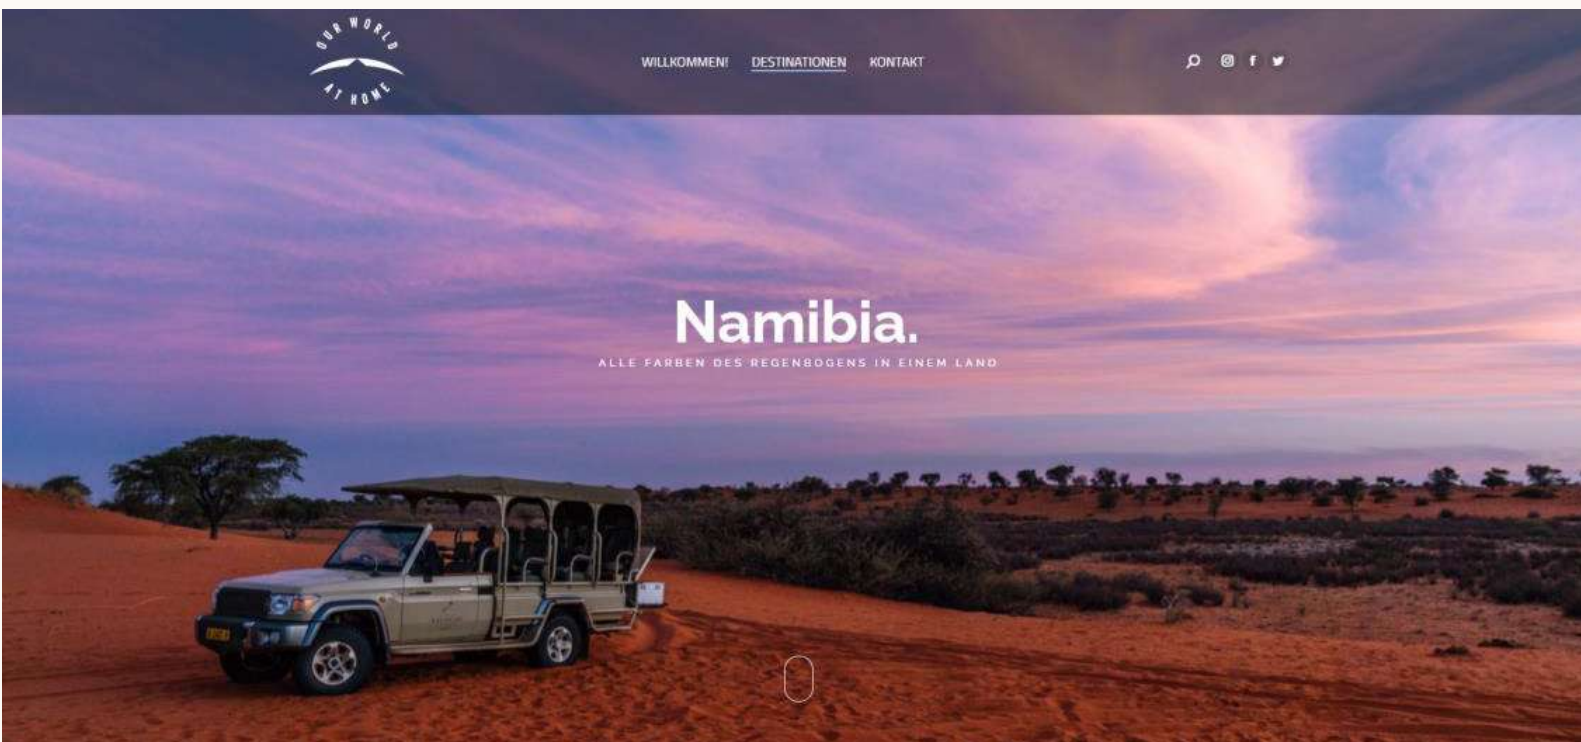 OUR WORLD
AT HOME
WILLKOMMEN!
DESTINATIONEN
KONTAKT
Namibia.
ALLE FARBEN DES REGENBOGENS IN EINEM LAND